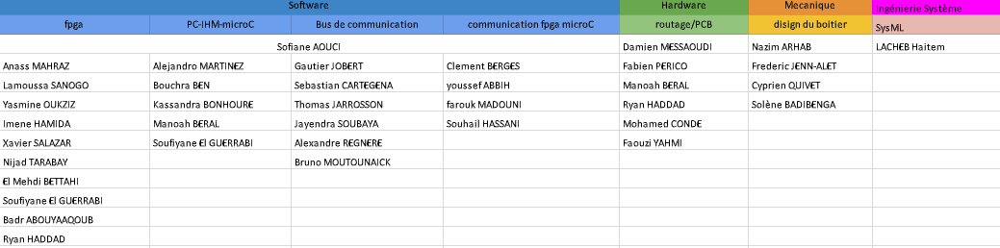 Software Hardware Mecanique Ingénierie Système
fpga PC-IHM-microC Bus de communication communication fpga microC routage/PCB disign du boitier SysML
Sofiane AOUCI Damien MESSAOUDI Nazim ARHAB LACHEB Haitem
Anass MAHRAZ Alejandro MARTINEZ Gautier JOBERT Clement BERGES Fabien PERICO Frederic JENN-ALET
Lamoussa SANOGO Bouchra BEN Sebastian CARTEGENA youssef ABBIH Manoah BERAL Cyprien QUIVET
Yasmine OUKZIZ Kassandra BONHOURE Thomas JARROSSON farouk MADOUNI Ryan HADDAD Solène BADIBENGA
Imene HAMIDA Manoah BERAL Jayendra SOUBAYA Souhail HASSANI Mohamed CONDE
Xavier SALAZAR Soufiyane El GUERRABI Alexandre REGNERE Faouzi YAHMI
Nijad TARABAY Bruno MOUTOUNAICK
El Mehdi BETTAHI
Soufiyane El GUERRABI
Badr ABOUYAAQOUB
Ryan HADDAD